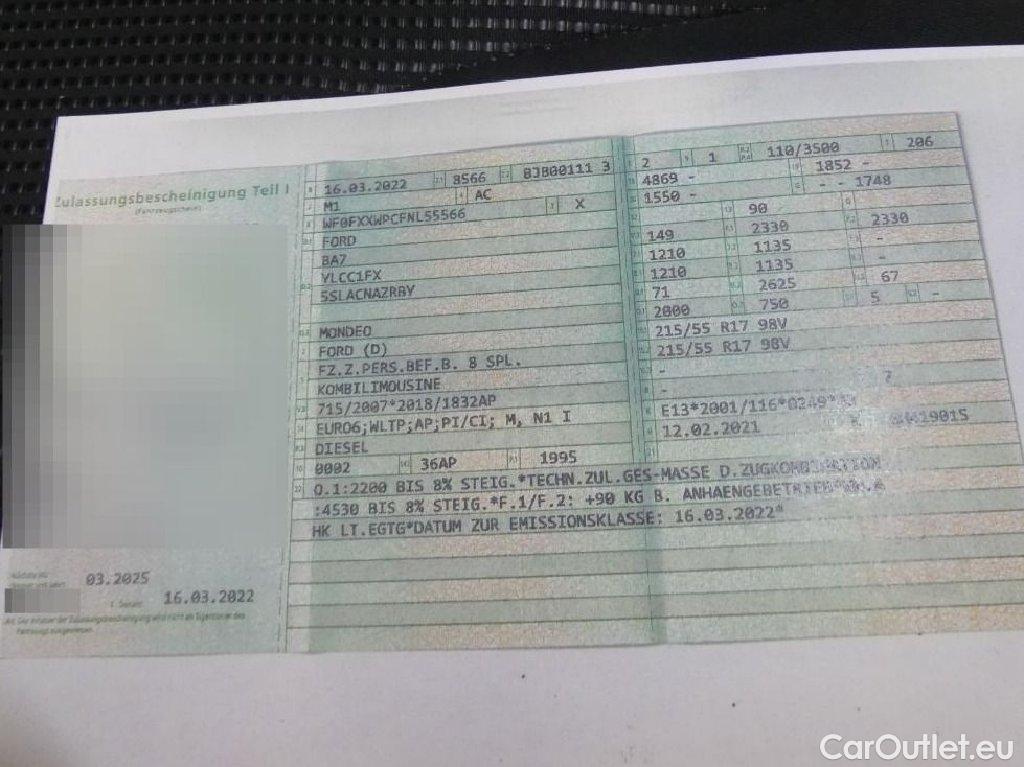 Zulassungsbescheinigung Teil I
(Fahrzeugschein)
03.2025
16.03.2022
16.03.2022 8566 BJB00111 3
M1 AC
WF0FXXWPCFNL55566 X
FORD
BA7
YLCC1FX
5SLACNAZRBY
MONDEO
FORD (D)
FZ.Z.PERS.BEF.B. 8 SPL.
KOMBILIMOUSINE
715/2007*2018/1832AP
EURO6;WLTP;AP;PI/CI; M, N1 I
DIESEL
0002 36AP 1995
2 1 110/3500 206
4869 - 1852 -
1550 - - - 1748
90
149 2330 2330
1210 1135 -
1210 1135 -
71 2625 67
2000 750 5 -
215/55 R17 98V
215/55 R17 98V
-
- 7
E13*2001/116*0249*
12.02.2021
O.1:2200 BIS 8% STEIG.*TECHN.ZUL.GES-MASSE D.ZUGKOMBINATION
:4530 BIS 8% STEIG.*F.1/F.2: +90 KG B. ANHAENGEBETRIEB*
HK LT.EGTG*DATUM ZUR EMISSIONSKLASSE: 16.03.2022*
CarOutlet.eu